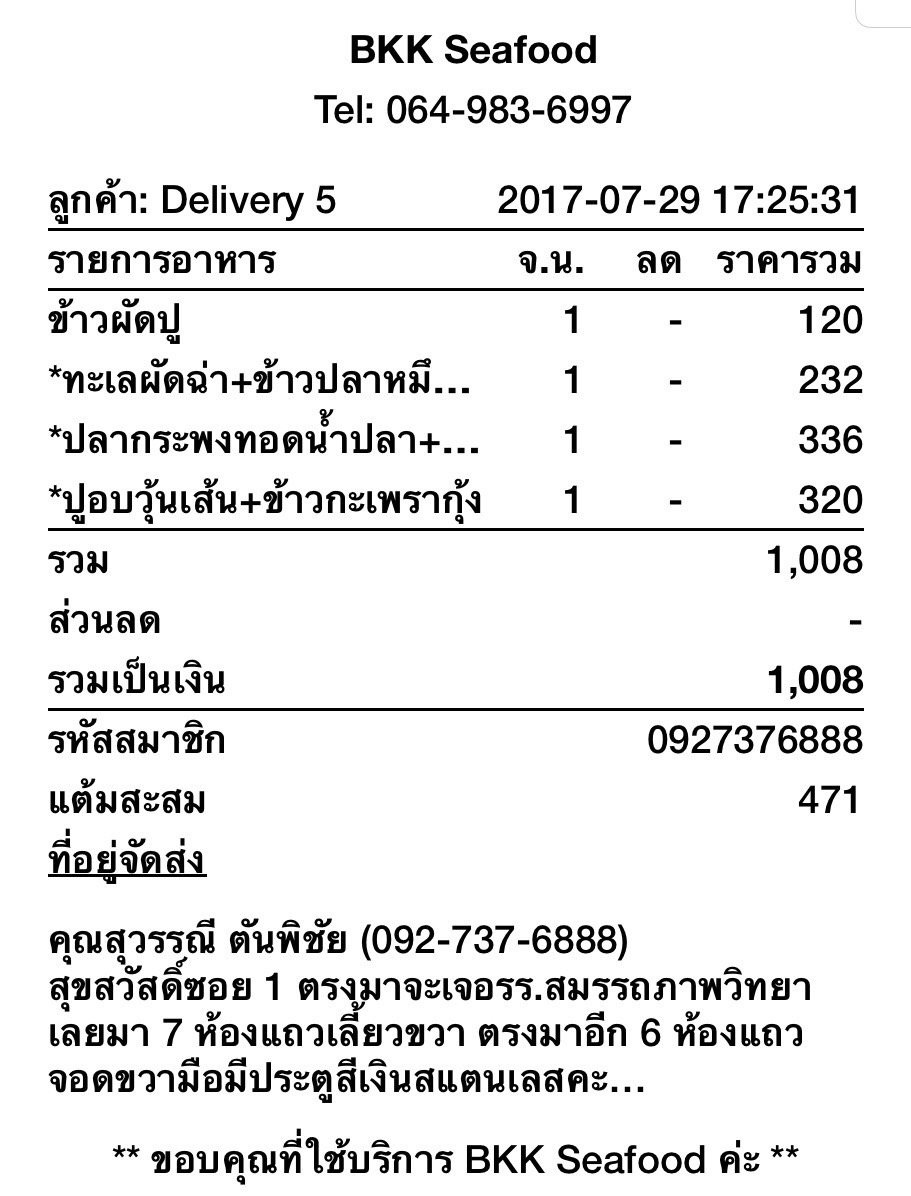 BKK Seafood
Tel: 064-983-6997
ลูกค้า: Delivery 5 2017-07-29 17:25:31
รายการอาหาร จ.น. ลด ราคารวม
ข้าวผัดปู 1 - 120
*ทะเลผัดฉ่า+ข้าวปลาหมึ... 1 - 232
*ปลากระพงทอดน้ำปลา+... 1 - 336
*ปูอบวุ้นเส้น+ข้าวกะเพรากุ้ง 1 - 320
รวม 1,008
ส่วนลด -
รวมเป็นเงิน 1,008
รหัสสมาชิก 0927376888
แต้มสะสม 471
ที่อยู่จัดส่ง
คุณสุวรรณี ตันพิชัย (092-737-6888)
สุขสวัสดิ์ซอย 1 ตรงมาจะเจอรร.สมรรถภาพวิทยา
เลยมา 7 ห้องแถวเลี้ยวขวา ตรงมาอีก 6 ห้องแถว
จอดขวามือมีประตูสีเงินสแตนเลสคะ...
** ขอบคุณที่ใช้บริการ BKK Seafood ค่ะ **